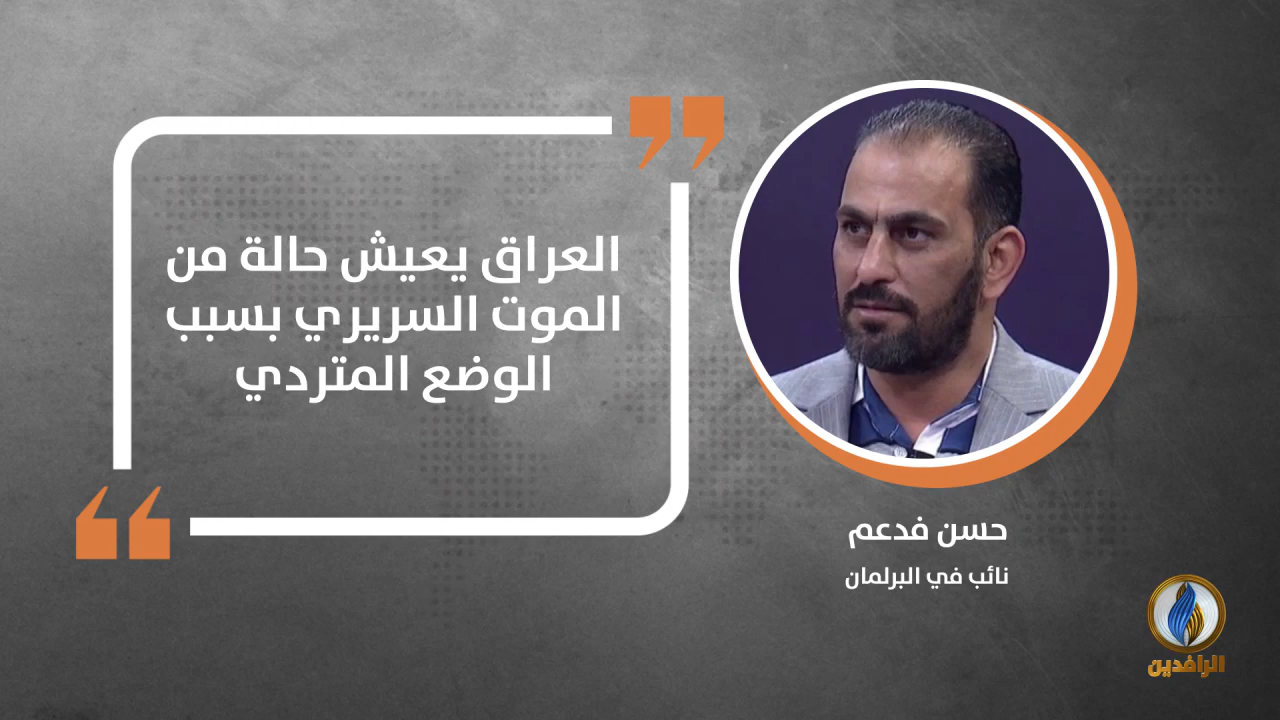 العراق يعيش حالة من
الموت السريري بسبب
الوضع المتردي
حسن فدعم
نائب في البرلمان
الرافدين